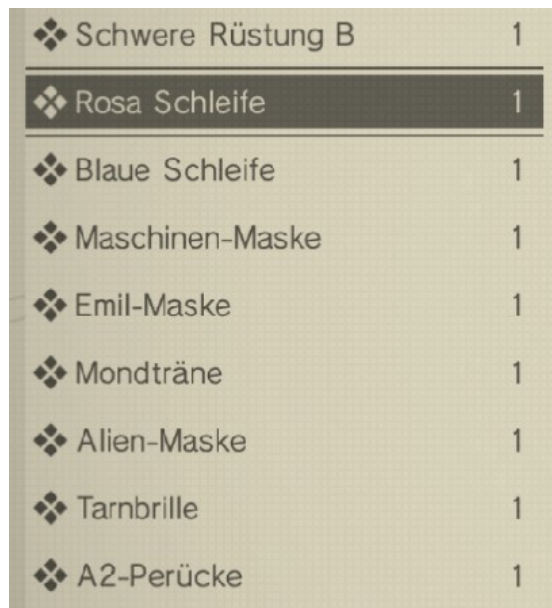 Schwere Rüstung B 1
Rosa Schleife 1
Blaue Schleife 1
Maschinen-Maske 1
Emil-Maske 1
Mondträne 1
Alien-Maske 1
Tarnbrille 1
A2-Perücke 1